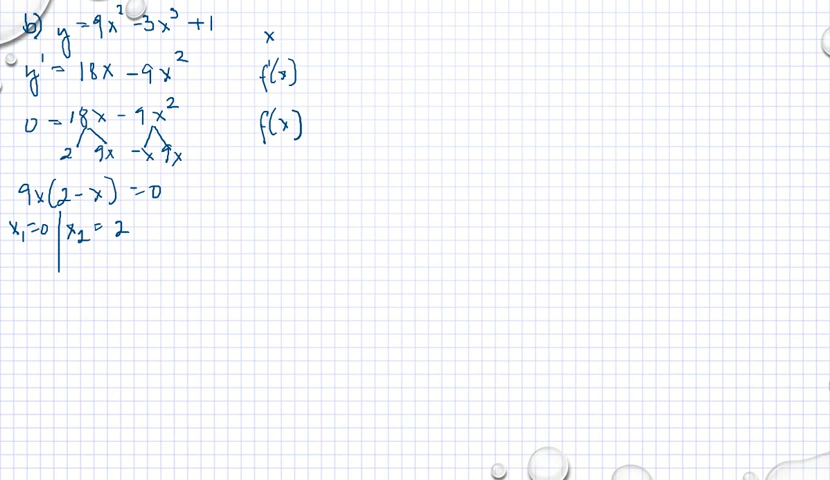 b) y = 9x² - 3x³ + 1
y' = 18x - 9x²
0 = 18x - 9x²
2 9x -x 9x
9x(2 - x) = 0
x₁ = 0 | x₂ = 2
x
f'(x)
f(x)